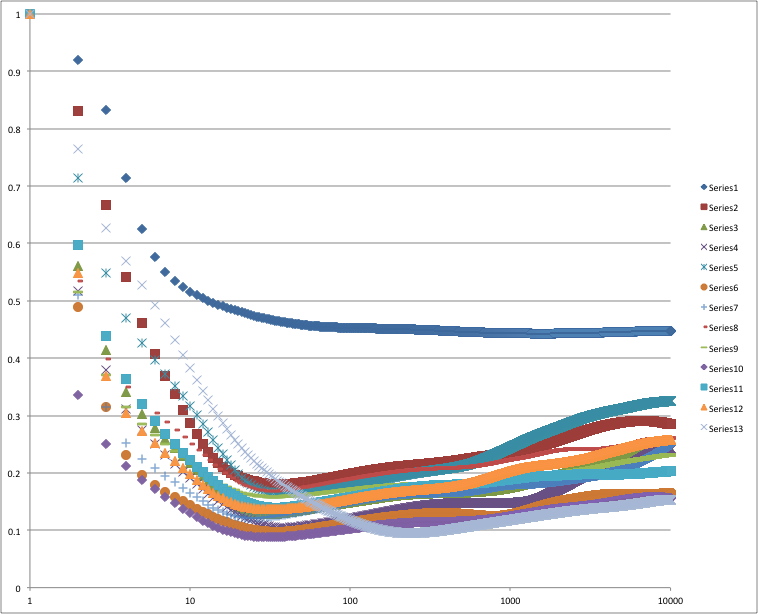 1
0.9
0.8
0.7
0.6
0.5
0.4
0.3
0.2
0.1
0
1 10 100 1000 10000
Series1
Series2
Series3
Series4
Series5
Series6
Series7
Series8
Series9
Series10
Series11
Series12
Series13